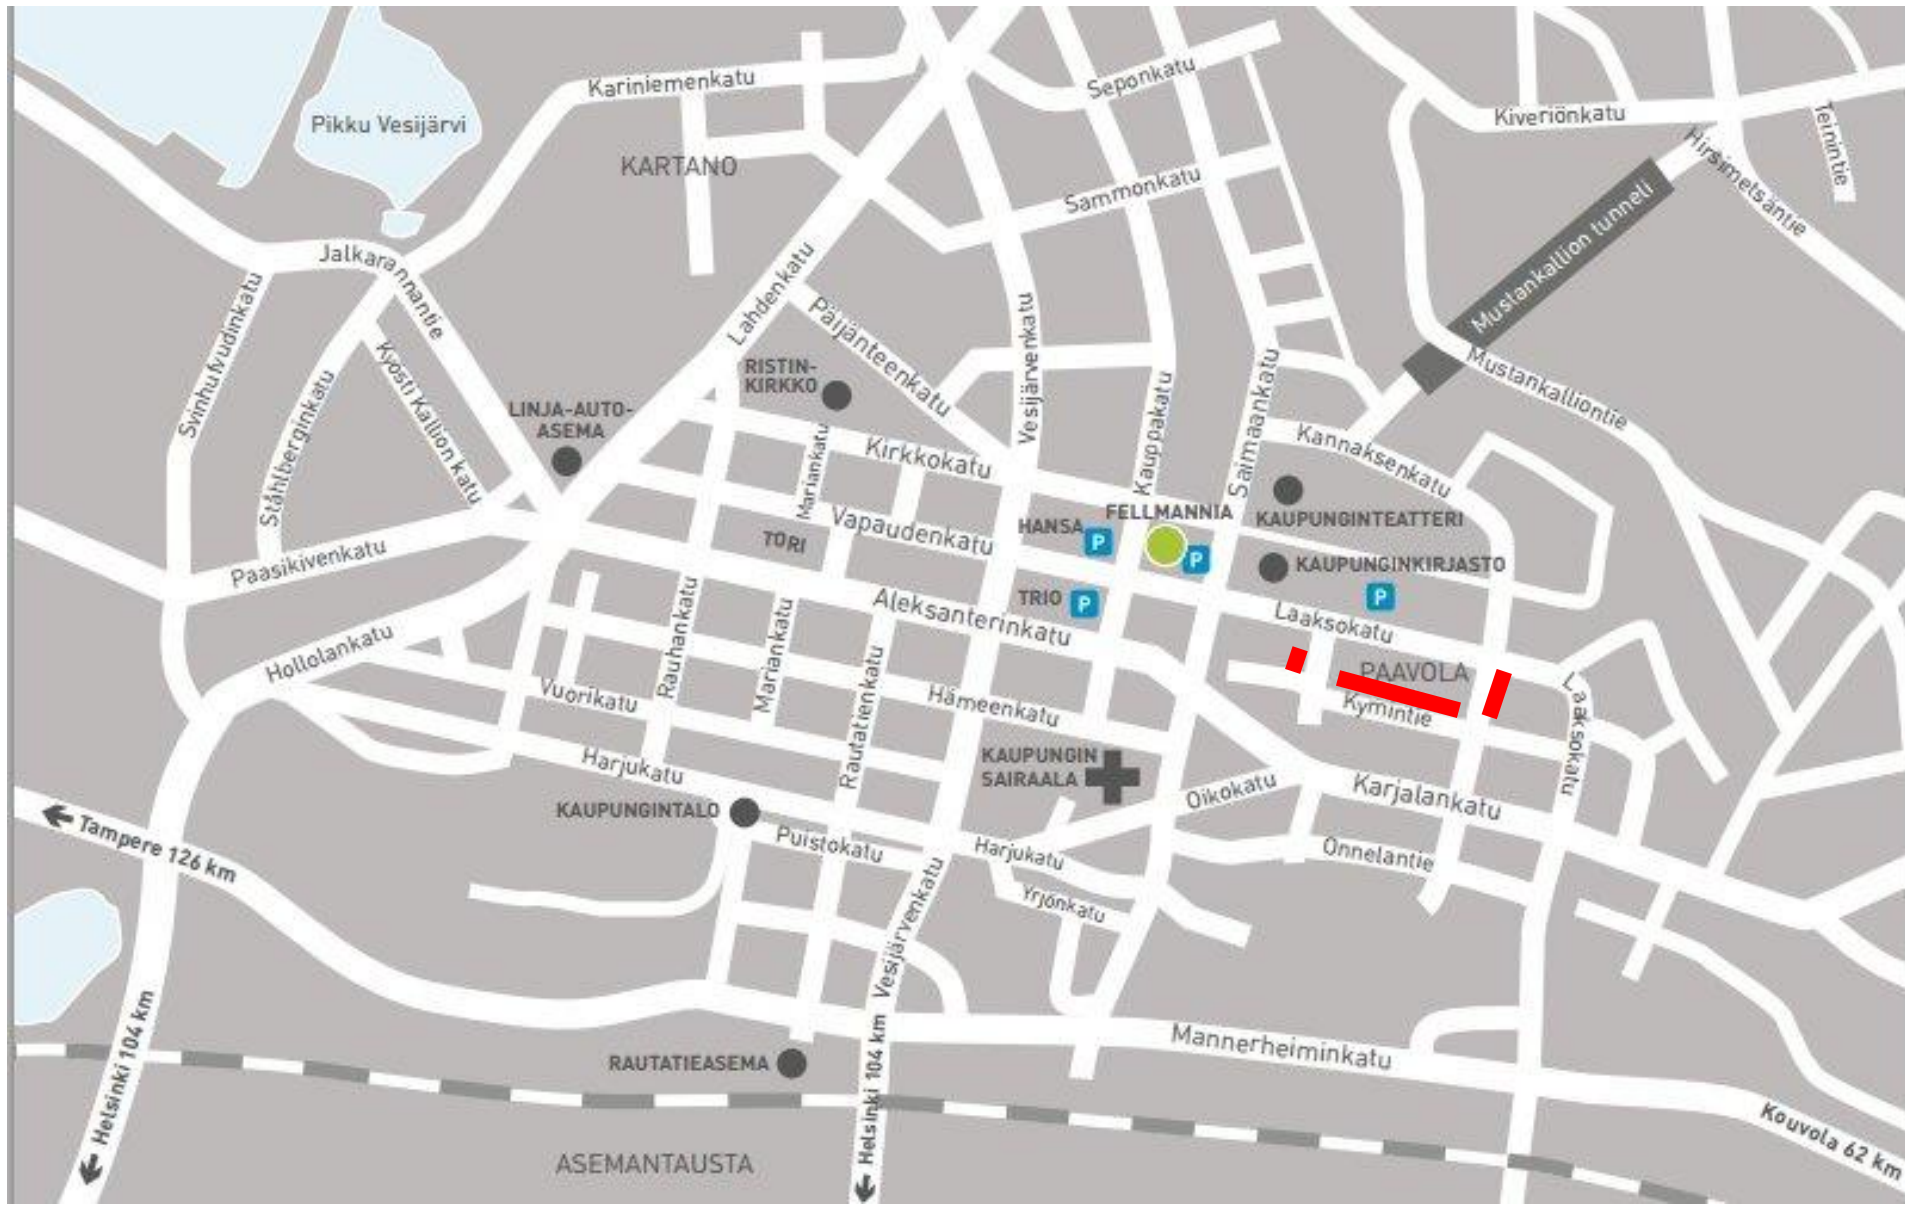 Kariniemenkatu
Seponkatu
Pikku Vesijärvi
Kiveriönkatu
Teinintie
KARTANO
Hirsimetsäntie
Sammonkatu
Mustankallion tunneli
Jalkarannantie
Lahdenkatu
Päijänteenkatu
Vesijärvenkatu
Svinhufvudinkatu
Kyösti Kallion katu
Ståhlberginkatu
RISTIN-
KIRKKO
Kauppakatu
Saimaankatu
Mustankalliontie
LINJA-AUTO-
ASEMA
Mariankatu
Kirkkokatu
Kannaksenkatu
Vapaudenkatu
TORI
HANSA
P
FELLMANNIA
P
KAUPUNGINTEATTERI
KAUPUNGINKIRJASTO
P
Paasikivenkatu
TRIO
P
Aleksanterinkatu
Laaksokatu
Hollolankatu
Rauhankatu
Mariankatu
Rautatienkatu
PAAVOLA
Laaksokatu
Vuorikatu
Hämeenkatu
Kymintie
Harjukatu
KAUPUNGIN
SAIRAALA
Oikokatu
Karjalankatu
KAUPUNGINTALO
Tampere 126 km
Puistokatu
Harjukatu
Onnelantie
Yrjönkatu
Vesijärvenkatu
Helsinki 104 km
Helsinki 104 km
Mannerheiminkatu
RAUTATIEASEMA
Kouvola 62 km
ASEMANTAUSTA